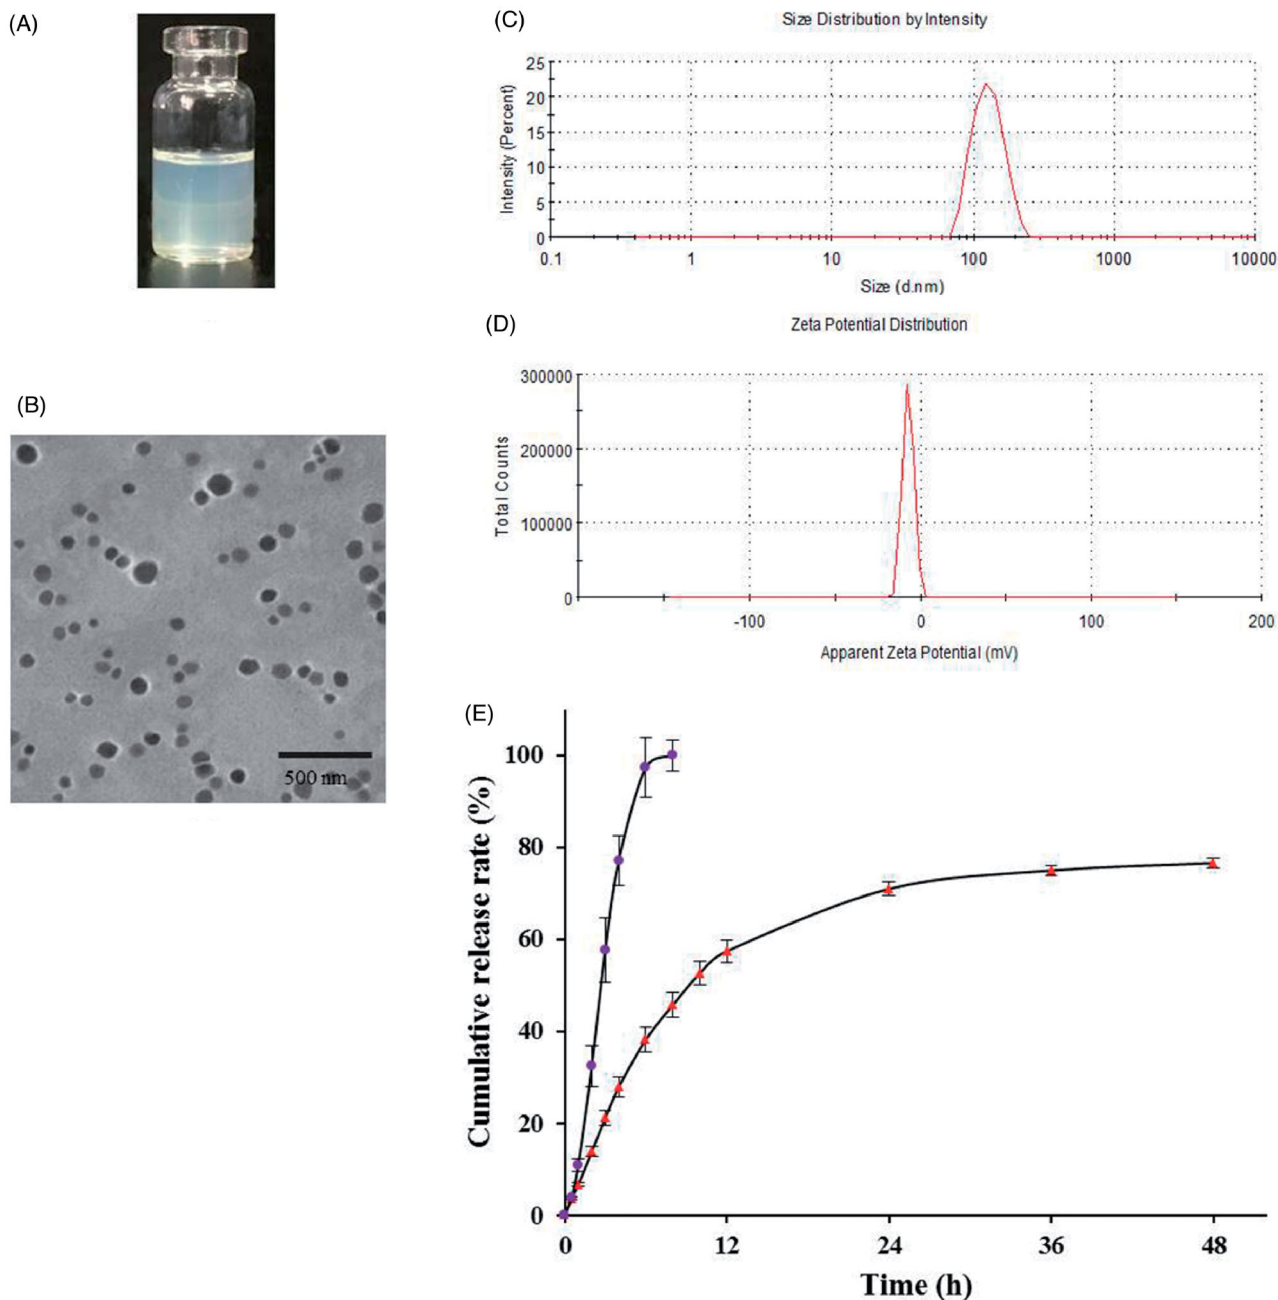 (A)
(B)
500 nm
(C)
Size Distribution by Intensity
Intensity (Percent)
25
20
15
10
5
0
0.1 1 10 100 1000 10000
Size (d.nm)
(D)
Zeta Potential Distribution
Total Counts
300000
200000
100000
0
-100 0 100 200
Apparent Zeta Potential (mV)
(E)
Cumulative release rate (%)
100
80
60
40
20
0
0 12 24 36 48
Time (h)